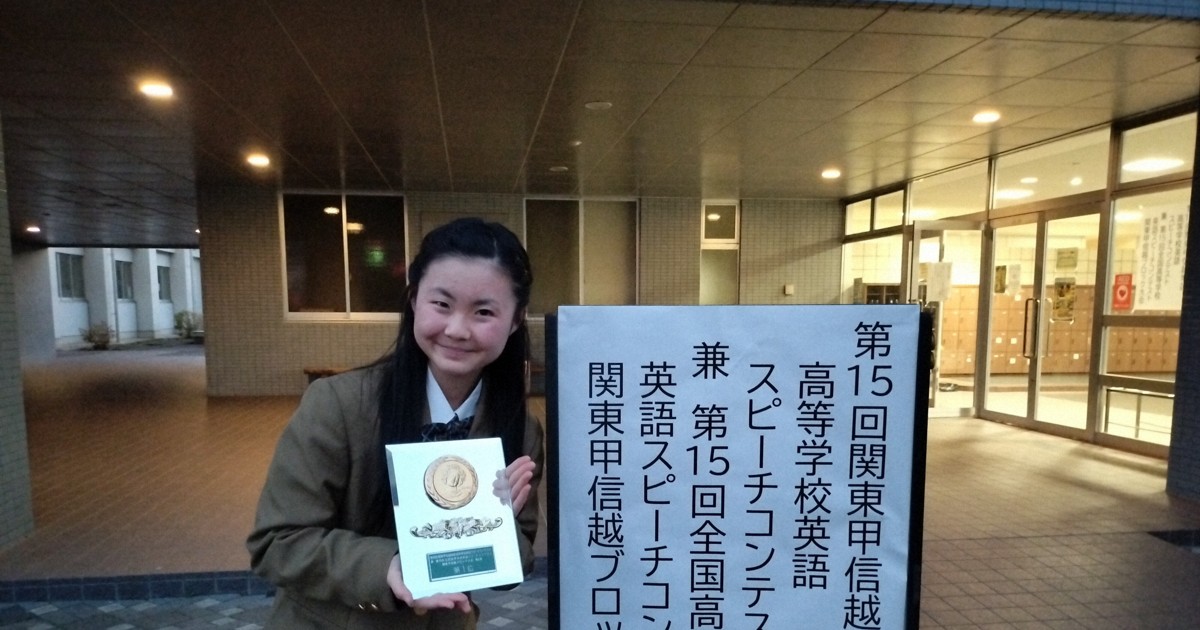 第15回関東甲信越
高等学校英語
スピーチコンテス
兼 第15回全国高
英語スピーチコン
関東甲信越ブロッ